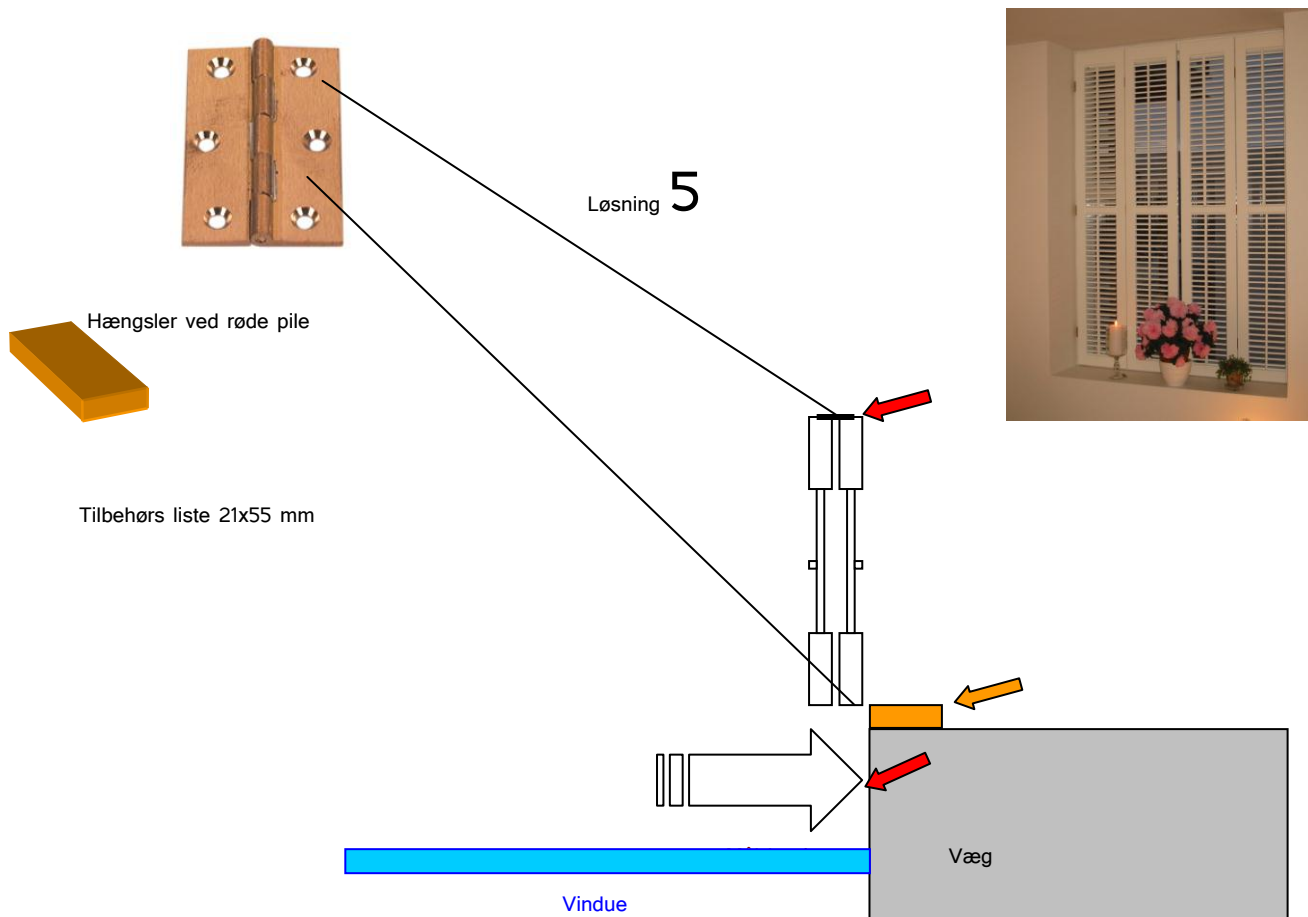 Løsning 5
Hængsler ved røde pile
Tilbehørs liste 21x55 mm
Væg
Vindue